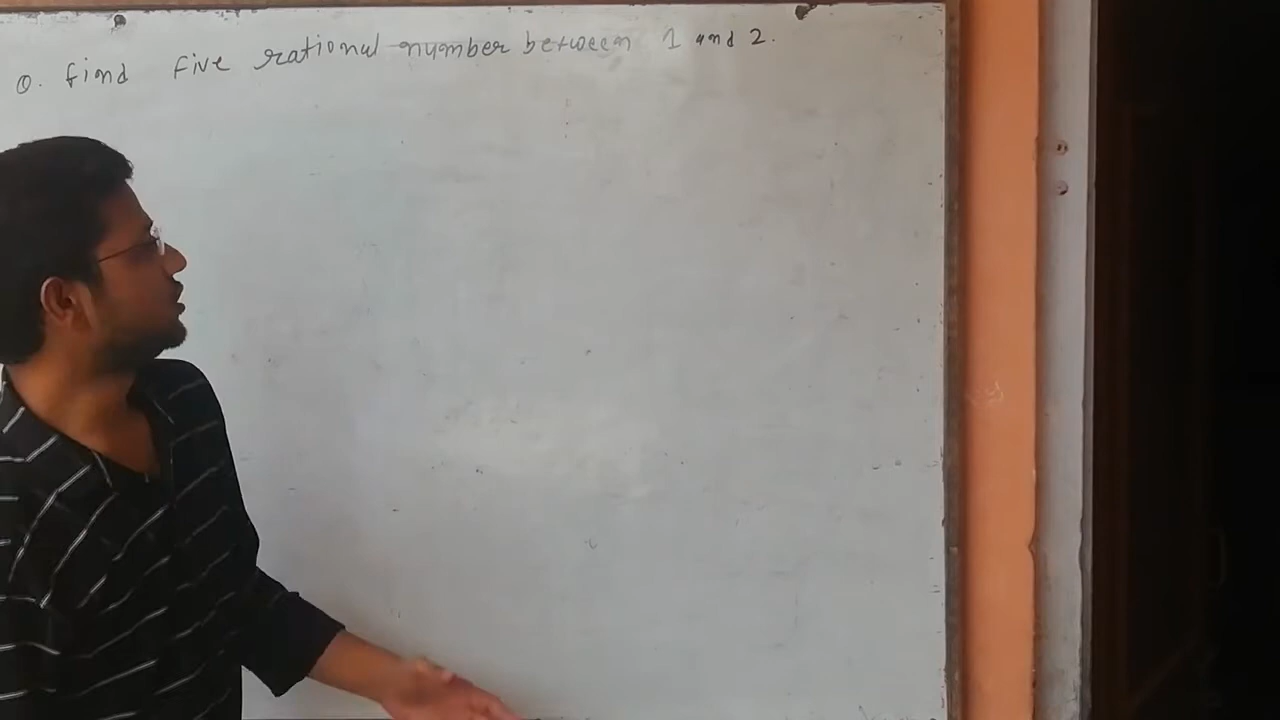 Q. find five rational number between 1 and 2.